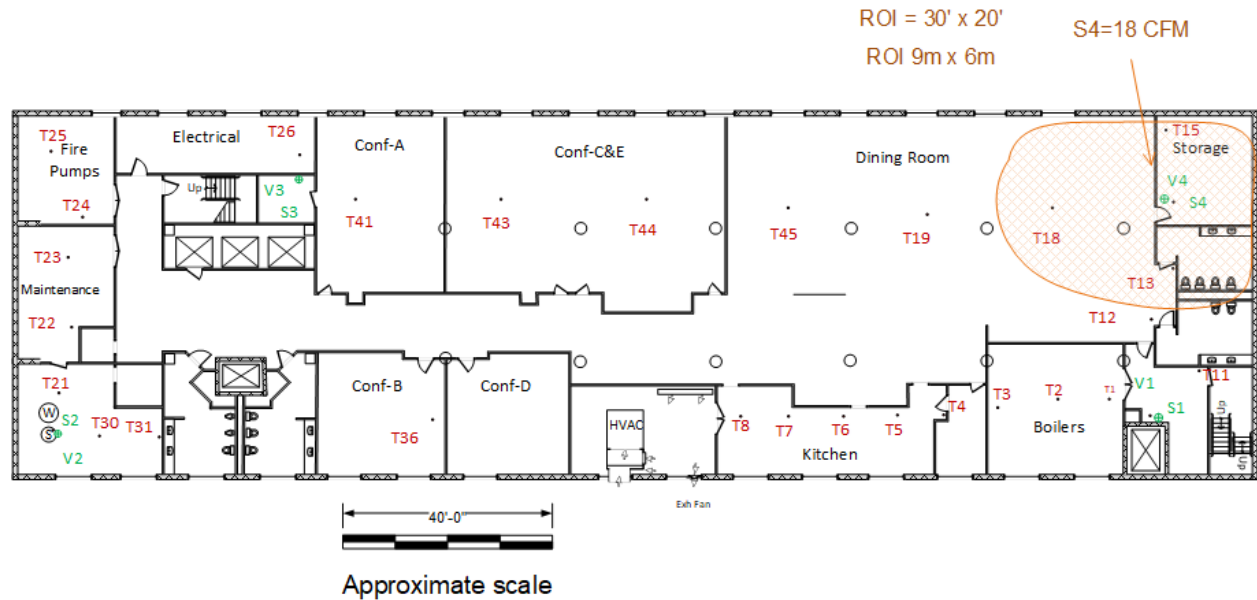 ROI = 30' x 20'
S4=18 CFM
ROI 9m x 6m
T25
Fire
Pumps
T24
Electrical
T26
Up
V3
S3
Conf-A
T41
Conf-C&E
T43
T44
Dining Room
T45
T19
T18
T15
Storage
V4
S4
T13
T12
T23
Maintenance
T22
T21
W
S2
S
T30
T31
V2
Conf-B
T36
Conf-D
HVAC
Exh Fan
T8
T7
T6
T5
Kitchen
T4
T3
T2
T1
Boilers
V1
S1
T11
Up
Up
40'-0"
Approximate scale